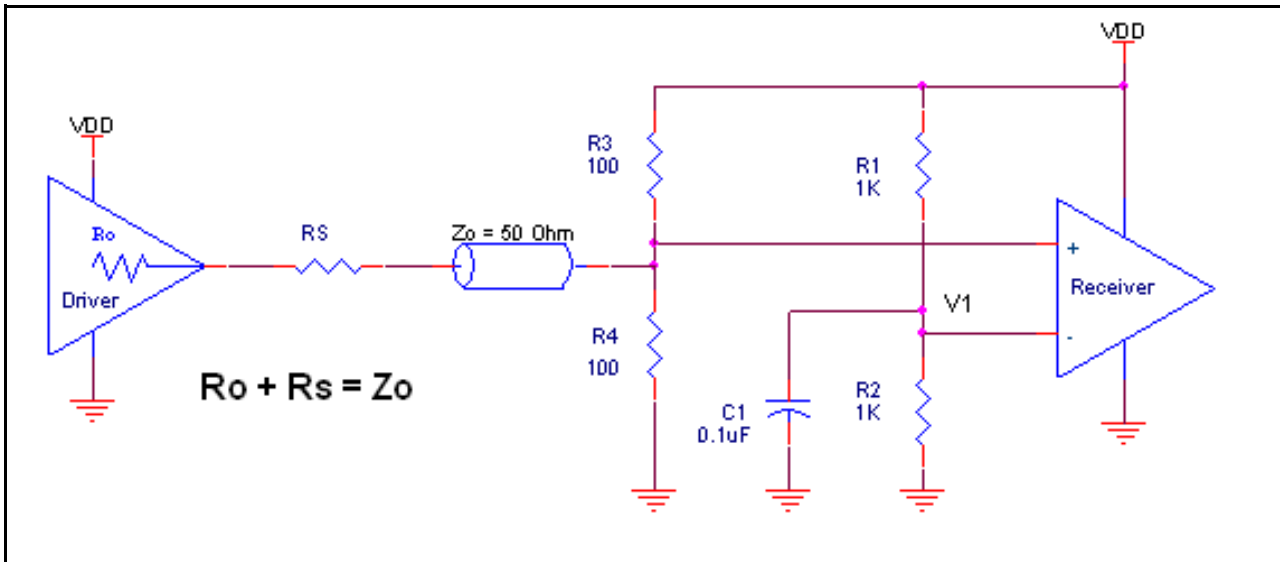 VDD
VDD
R3
100
R1
1K
Ro
RS
Zo = 50 Ohm
+
Driver
Receiver
V1
-
R4
100
Ro + Rs = Zo
C1
0.1uF
R2
1K